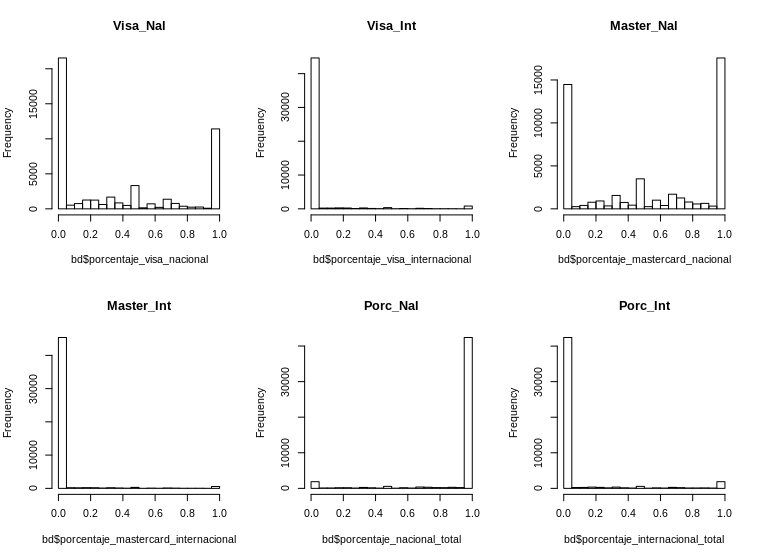 Visa_Nal
Visa_Int
Master_Nal
Frequency
0
5000
15000
0.0 0.2 0.4 0.6 0.8 1.0
bd$porcentaje_visa_nacional
Frequency
0
10000
30000
0.0 0.2 0.4 0.6 0.8 1.0
bd$porcentaje_visa_internacional
Frequency
0
5000
10000
15000
0.0 0.2 0.4 0.6 0.8 1.0
bd$porcentaje_mastercard_nacional
Master_Int
Porc_Nal
Porc_Int
Frequency
0
10000
30000
0.0 0.2 0.4 0.6 0.8 1.0
bd$porcentaje_mastercard_internacional
Frequency
0
10000
30000
0.0 0.2 0.4 0.6 0.8 1.0
bd$porcentaje_nacional_total
Frequency
0
10000
30000
0.0 0.2 0.4 0.6 0.8 1.0
bd$porcentaje_internacional_total